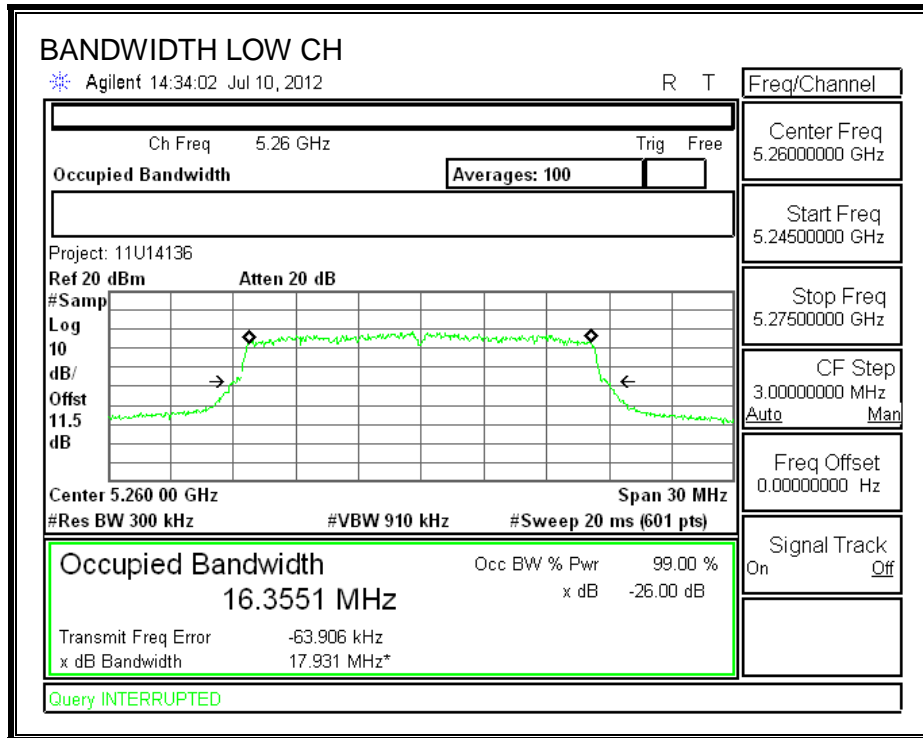 BANDWIDTH LOW CH
Agilent 14:34:02 Jul 10, 2012 R T
Freq/Channel
Ch Freq 5.26 GHz Trig Free
Occupied Bandwidth Averages: 100
Project: 11U14136
Ref 20 dBm Atten 20 dB
#Samp
Log
10
dB/
Offst
11.5
dB
Center 5.260 00 GHz Span 30 MHz
#Res BW 300 kHz #VBW 910 kHz #Sweep 20 ms (601 pts)
Occupied Bandwidth Occ BW % Pwr 99.00 %
16.3551 MHz x dB -26.00 dB
Transmit Freq Error -63.906 kHz
x dB Bandwidth 17.931 MHz*
Query INTERRUPTED
Center Freq
5.26000000 GHz
Start Freq
5.24500000 GHz
Stop Freq
5.27500000 GHz
CF Step
3.00000000 MHz
Auto Man
Freq Offset
0.00000000 Hz
Signal Track
On Off